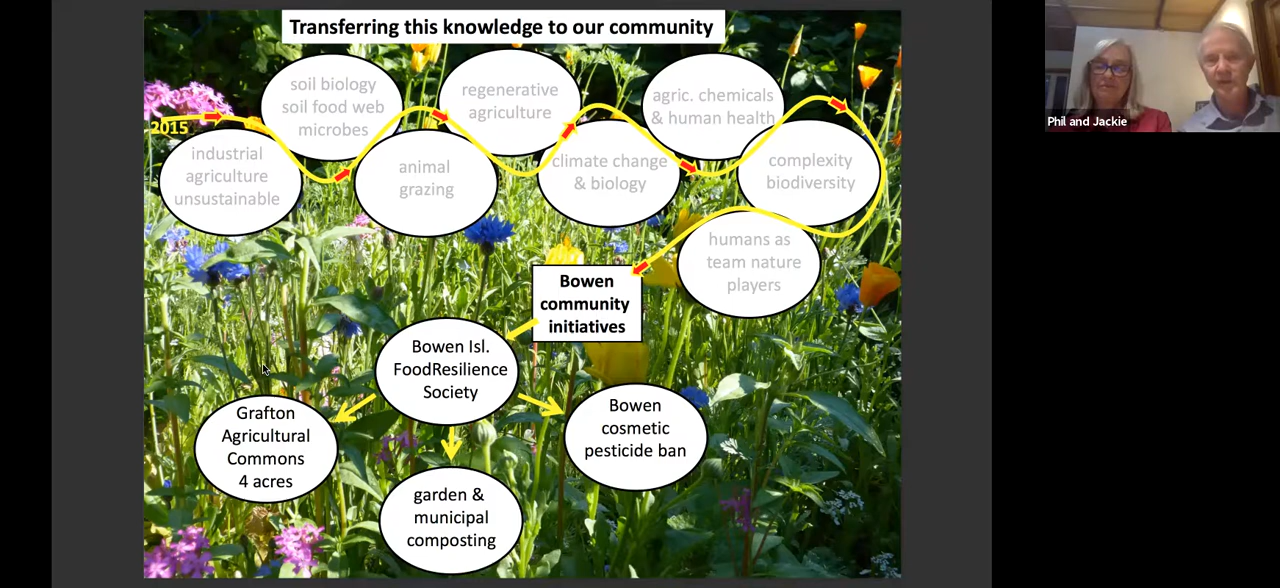 Transferring this knowledge to our community
2015
industrial
agriculture
unsustainable
soil biology
soil food web
microbes
animal
grazing
regenerative
agriculture
climate change
& biology
agric. chemicals
& human health
complexity
biodiversity
humans as
team nature
players
Bowen
community
initiatives
Bowen Isl.
FoodResilience
Society
Grafton
Agricultural
Commons
4 acres
garden &
municipal
composting
Bowen
cosmetic
pesticide ban
Phil and Jackie